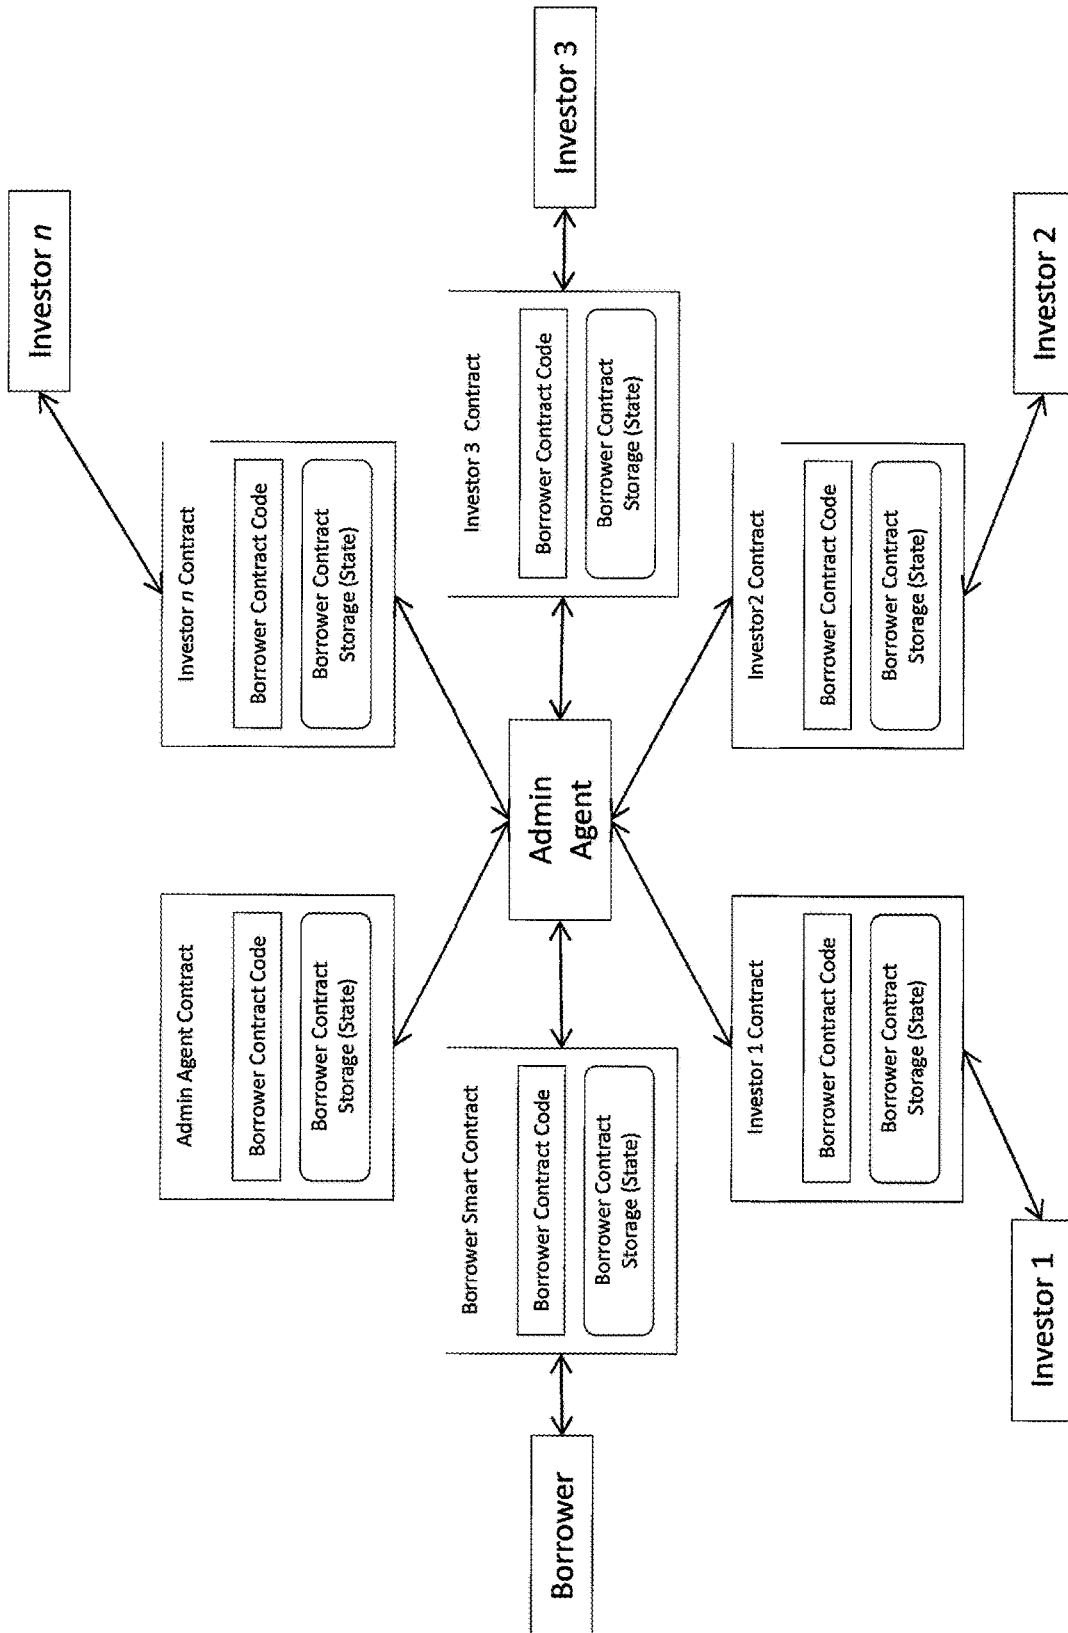 Investor n
Admin Agent Contract
Borrower Contract Code
Borrower Contract
Storage (State)
Investor n Contract
Borrower Contract Code
Borrower Contract
Storage (State)
Borrower
Borrower Smart Contract
Borrower Contract Code
Borrower Contract
Storage (State)
Admin
Agent
Investor 3 Contract
Borrower Contract Code
Borrower Contract
Storage (State)
Investor 3
Investor 1 Contract
Borrower Contract Code
Borrower Contract
Storage (State)
Investor2 Contract
Borrower Contract Code
Borrower Contract
Storage (State)
Investor 1
Investor 2